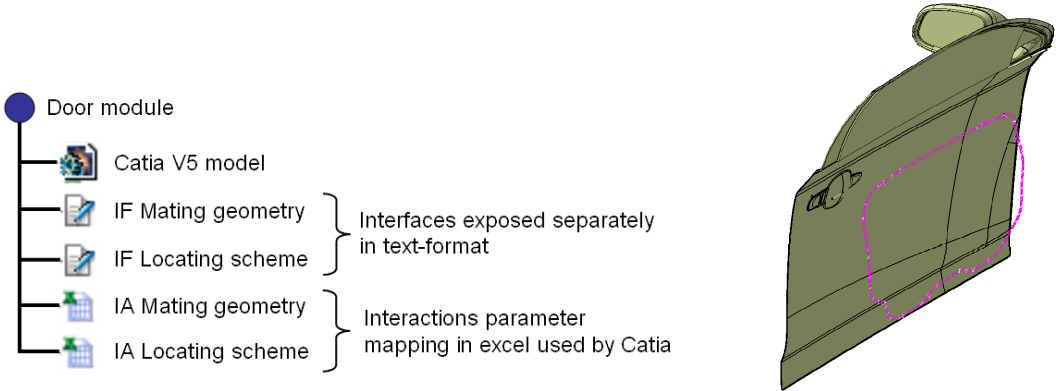 Door module
Catia V5 model
IF Mating geometry
IF Locating scheme
Interfaces exposed separately
in text-format
IA Mating geometry
IA Locating scheme
Interactions parameter
mapping in excel used by Catia